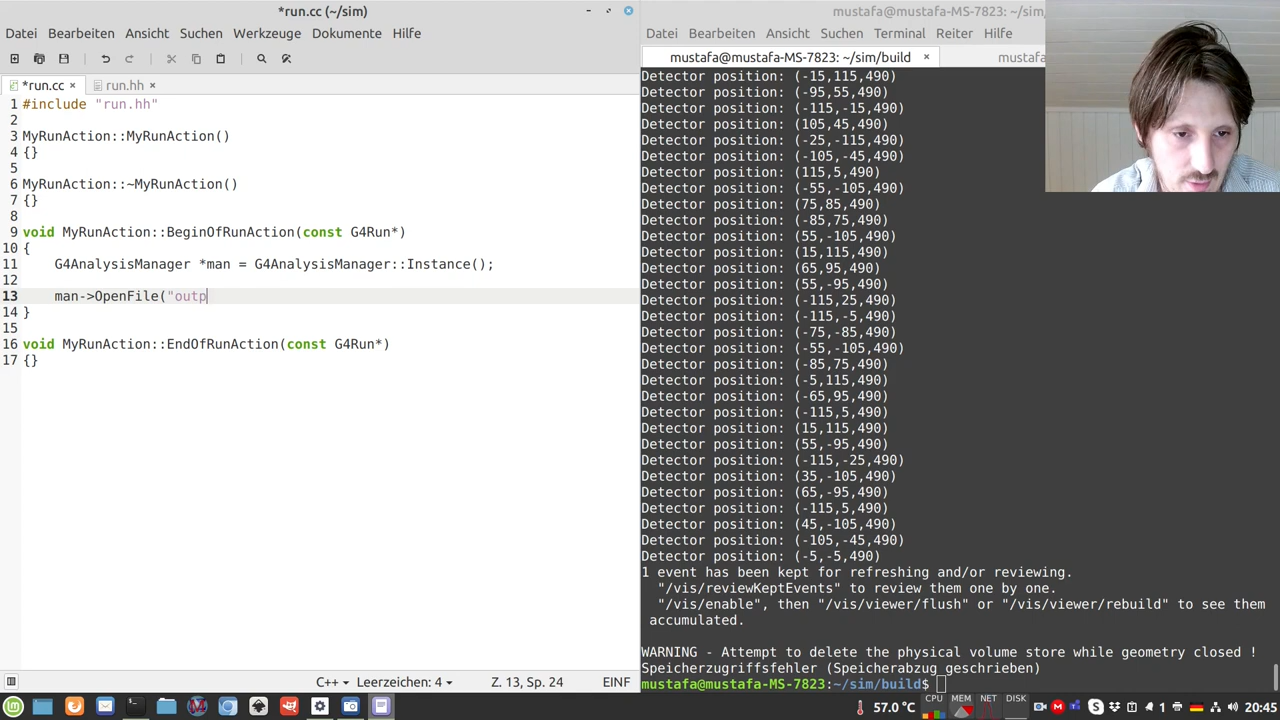 *run.cc (~/sim)
Datei Bearbeiten Ansicht Suchen Werkzeuge Dokumente Hilfe
*run.cc × run.hh ×
1 #include "run.hh"
2
3 MyRunAction::MyRunAction()
4 {}
5
6 MyRunAction::~MyRunAction()
7 {}
8
9 void MyRunAction::BeginOfRunAction(const G4Run*)
10 {
11 G4AnalysisManager *man = G4AnalysisManager::Instance();
12
13 man->OpenFile("outp
14 }
15
16 void MyRunAction::EndOfRunAction(const G4Run*)
17 {}
C++ Leerzeichen: 4 Z. 13, Sp. 24 EINF
mustafa@mustafa-MS-7823: ~/sim/
Datei Bearbeiten Ansicht Suchen Terminal Reiter Hilfe
mustafa@mustafa-MS-7823: ~/sim/build × mustafa
Detector position: (-15,115,490)
Detector position: (-95,55,490)
Detector position: (-115,-15,490)
Detector position: (105,45,490)
Detector position: (-25,-115,490)
Detector position: (-105,-45,490)
Detector position: (115,5,490)
Detector position: (-55,-105,490)
Detector position: (75,85,490)
Detector position: (-85,75,490)
Detector position: (55,-105,490)
Detector position: (15,115,490)
Detector position: (65,95,490)
Detector position: (55,-95,490)
Detector position: (-115,25,490)
Detector position: (-115,-5,490)
Detector position: (-75,-85,490)
Detector position: (-55,-105,490)
Detector position: (-85,75,490)
Detector position: (-5,115,490)
Detector position: (-65,95,490)
Detector position: (-115,5,490)
Detector position: (15,115,490)
Detector position: (55,-95,490)
Detector position: (-115,-25,490)
Detector position: (35,-105,490)
Detector position: (65,-95,490)
Detector position: (-115,5,490)
Detector position: (45,-105,490)
Detector position: (-105,-45,490)
Detector position: (-5,-5,490)
1 event has been kept for refreshing and/or reviewing.
"/vis/reviewKeptEvents" to review them one by one.
"/vis/enable", then "/vis/viewer/flush" or "/vis/viewer/rebuild" to see them
accumulated.
WARNING - Attempt to delete the physical volume store while geometry closed !
Speicherzugriffsfehler (Speicherabzug geschrieben)
mustafa@mustafa-MS-7823:~/sim/build$
57.0 °C CPU MEM NET DISK 1 20:45